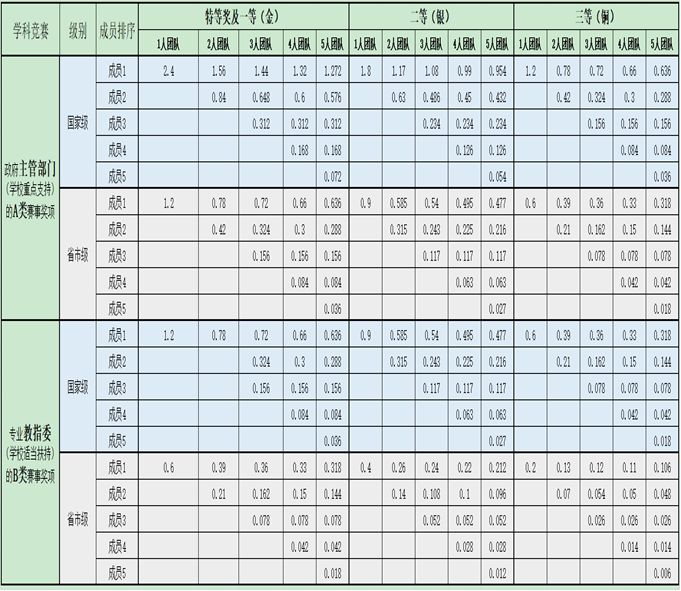 学科竞赛 级别 成员排序 特等奖及一等（金） 二等（银） 三等（铜）
1人团队 2人团队 3人团队 4人团队 5人团队 1人团队 2人团队 3人团队 4人团队 5人团队 1人团队 2人团队 3人团队 4人团队 5人团队
政府主管部门
（学校重点支持）
的A类赛事奖项
国家级
成员1 2.4 1.56 1.44 1.32 1.272 1.8 1.17 1.08 0.99 0.954 1.2 0.78 0.72 0.66 0.636
成员2 0.84 0.648 0.6 0.576 0.63 0.486 0.45 0.432 0.42 0.324 0.3 0.288
成员3 0.312 0.312 0.312 0.234 0.234 0.234 0.156 0.156 0.156
成员4 0.168 0.168 0.126 0.126 0.084 0.084
成员5 0.072 0.054 0.036
省市级
成员1 1.2 0.78 0.72 0.66 0.636 0.9 0.585 0.54 0.495 0.477 0.6 0.39 0.36 0.33 0.318
成员2 0.42 0.324 0.3 0.288 0.315 0.243 0.225 0.216 0.21 0.162 0.15 0.144
成员3 0.156 0.156 0.156 0.117 0.117 0.117 0.078 0.078 0.078
成员4 0.084 0.084 0.063 0.063 0.042 0.042
成员5 0.036 0.027 0.018
专业教指委
（学校适当扶持）
的B类赛事奖项
国家级
成员1 1.2 0.78 0.72 0.66 0.636 0.9 0.585 0.54 0.495 0.477 0.6 0.39 0.36 0.33 0.318
成员2 0.324 0.3 0.288 0.315 0.243 0.225 0.216 0.21 0.162 0.15 0.144
成员3 0.156 0.156 0.156 0.117 0.117 0.117 0.078 0.078 0.078
成员4 0.084 0.084 0.063 0.063 0.042 0.042
成员5 0.036 0.027 0.018
省市级
成员1 0.6 0.39 0.36 0.33 0.318 0.4 0.26 0.24 0.22 0.212 0.2 0.13 0.12 0.11 0.106
成员2 0.21 0.162 0.15 0.144 0.14 0.108 0.1 0.096 0.07 0.054 0.05 0.048
成员3 0.078 0.078 0.078 0.052 0.052 0.052 0.026 0.026 0.026
成员4 0.042 0.042 0.028 0.028 0.014 0.014
成员5 0.018 0.012 0.006